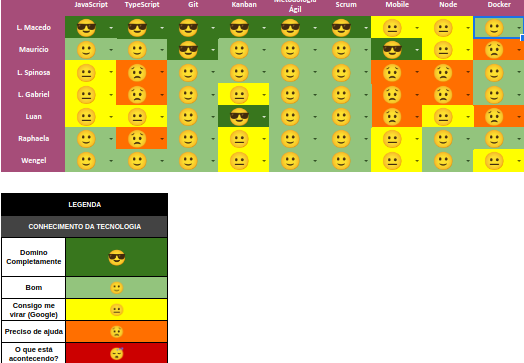 JavaScript TypeScript Git Kanban Metodologia Ágil Scrum Mobile Node Docker
L. Macedo
Mauricio
L. Spinosa
L. Gabriel
Luan
Raphaela
Wengel
LEGENDA
CONHECIMENTO DA TECNOLOGIA
Domino
Completamente
Bom
Consigo me
virar (Google)
Preciso de ajuda
O que está
acontecendo?